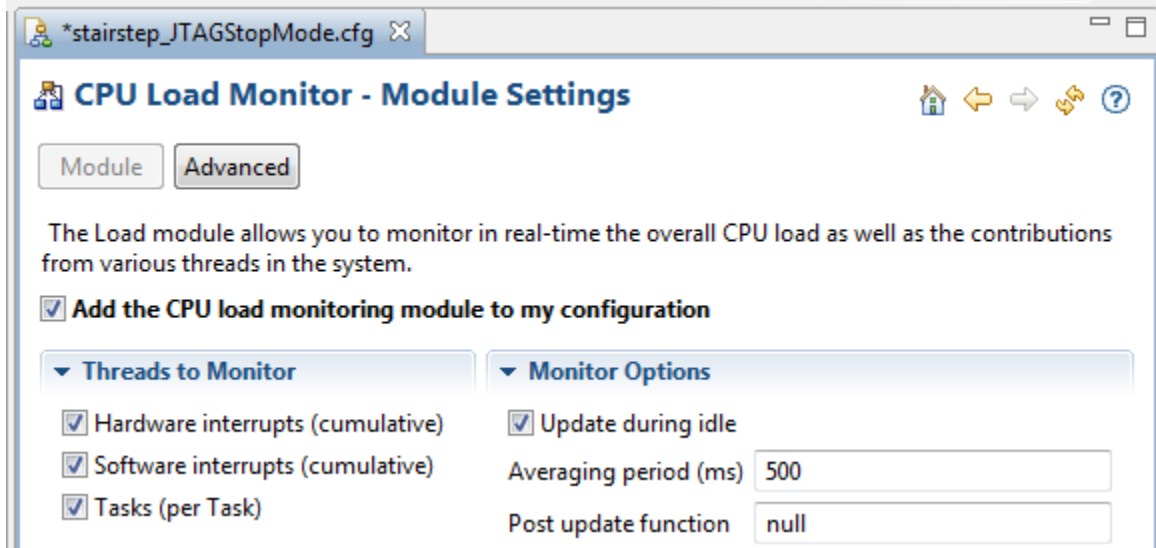 *stairstep_JTAGStopMode.cfg
CPU Load Monitor - Module Settings
Module Advanced
The Load module allows you to monitor in real-time the overall CPU load as well as the contributions
from various threads in the system.
Add the CPU load monitoring module to my configuration
Threads to Monitor
Hardware interrupts (cumulative)
Software interrupts (cumulative)
Tasks (per Task)
Monitor Options
Update during idle
Averaging period (ms) 500
Post update function null